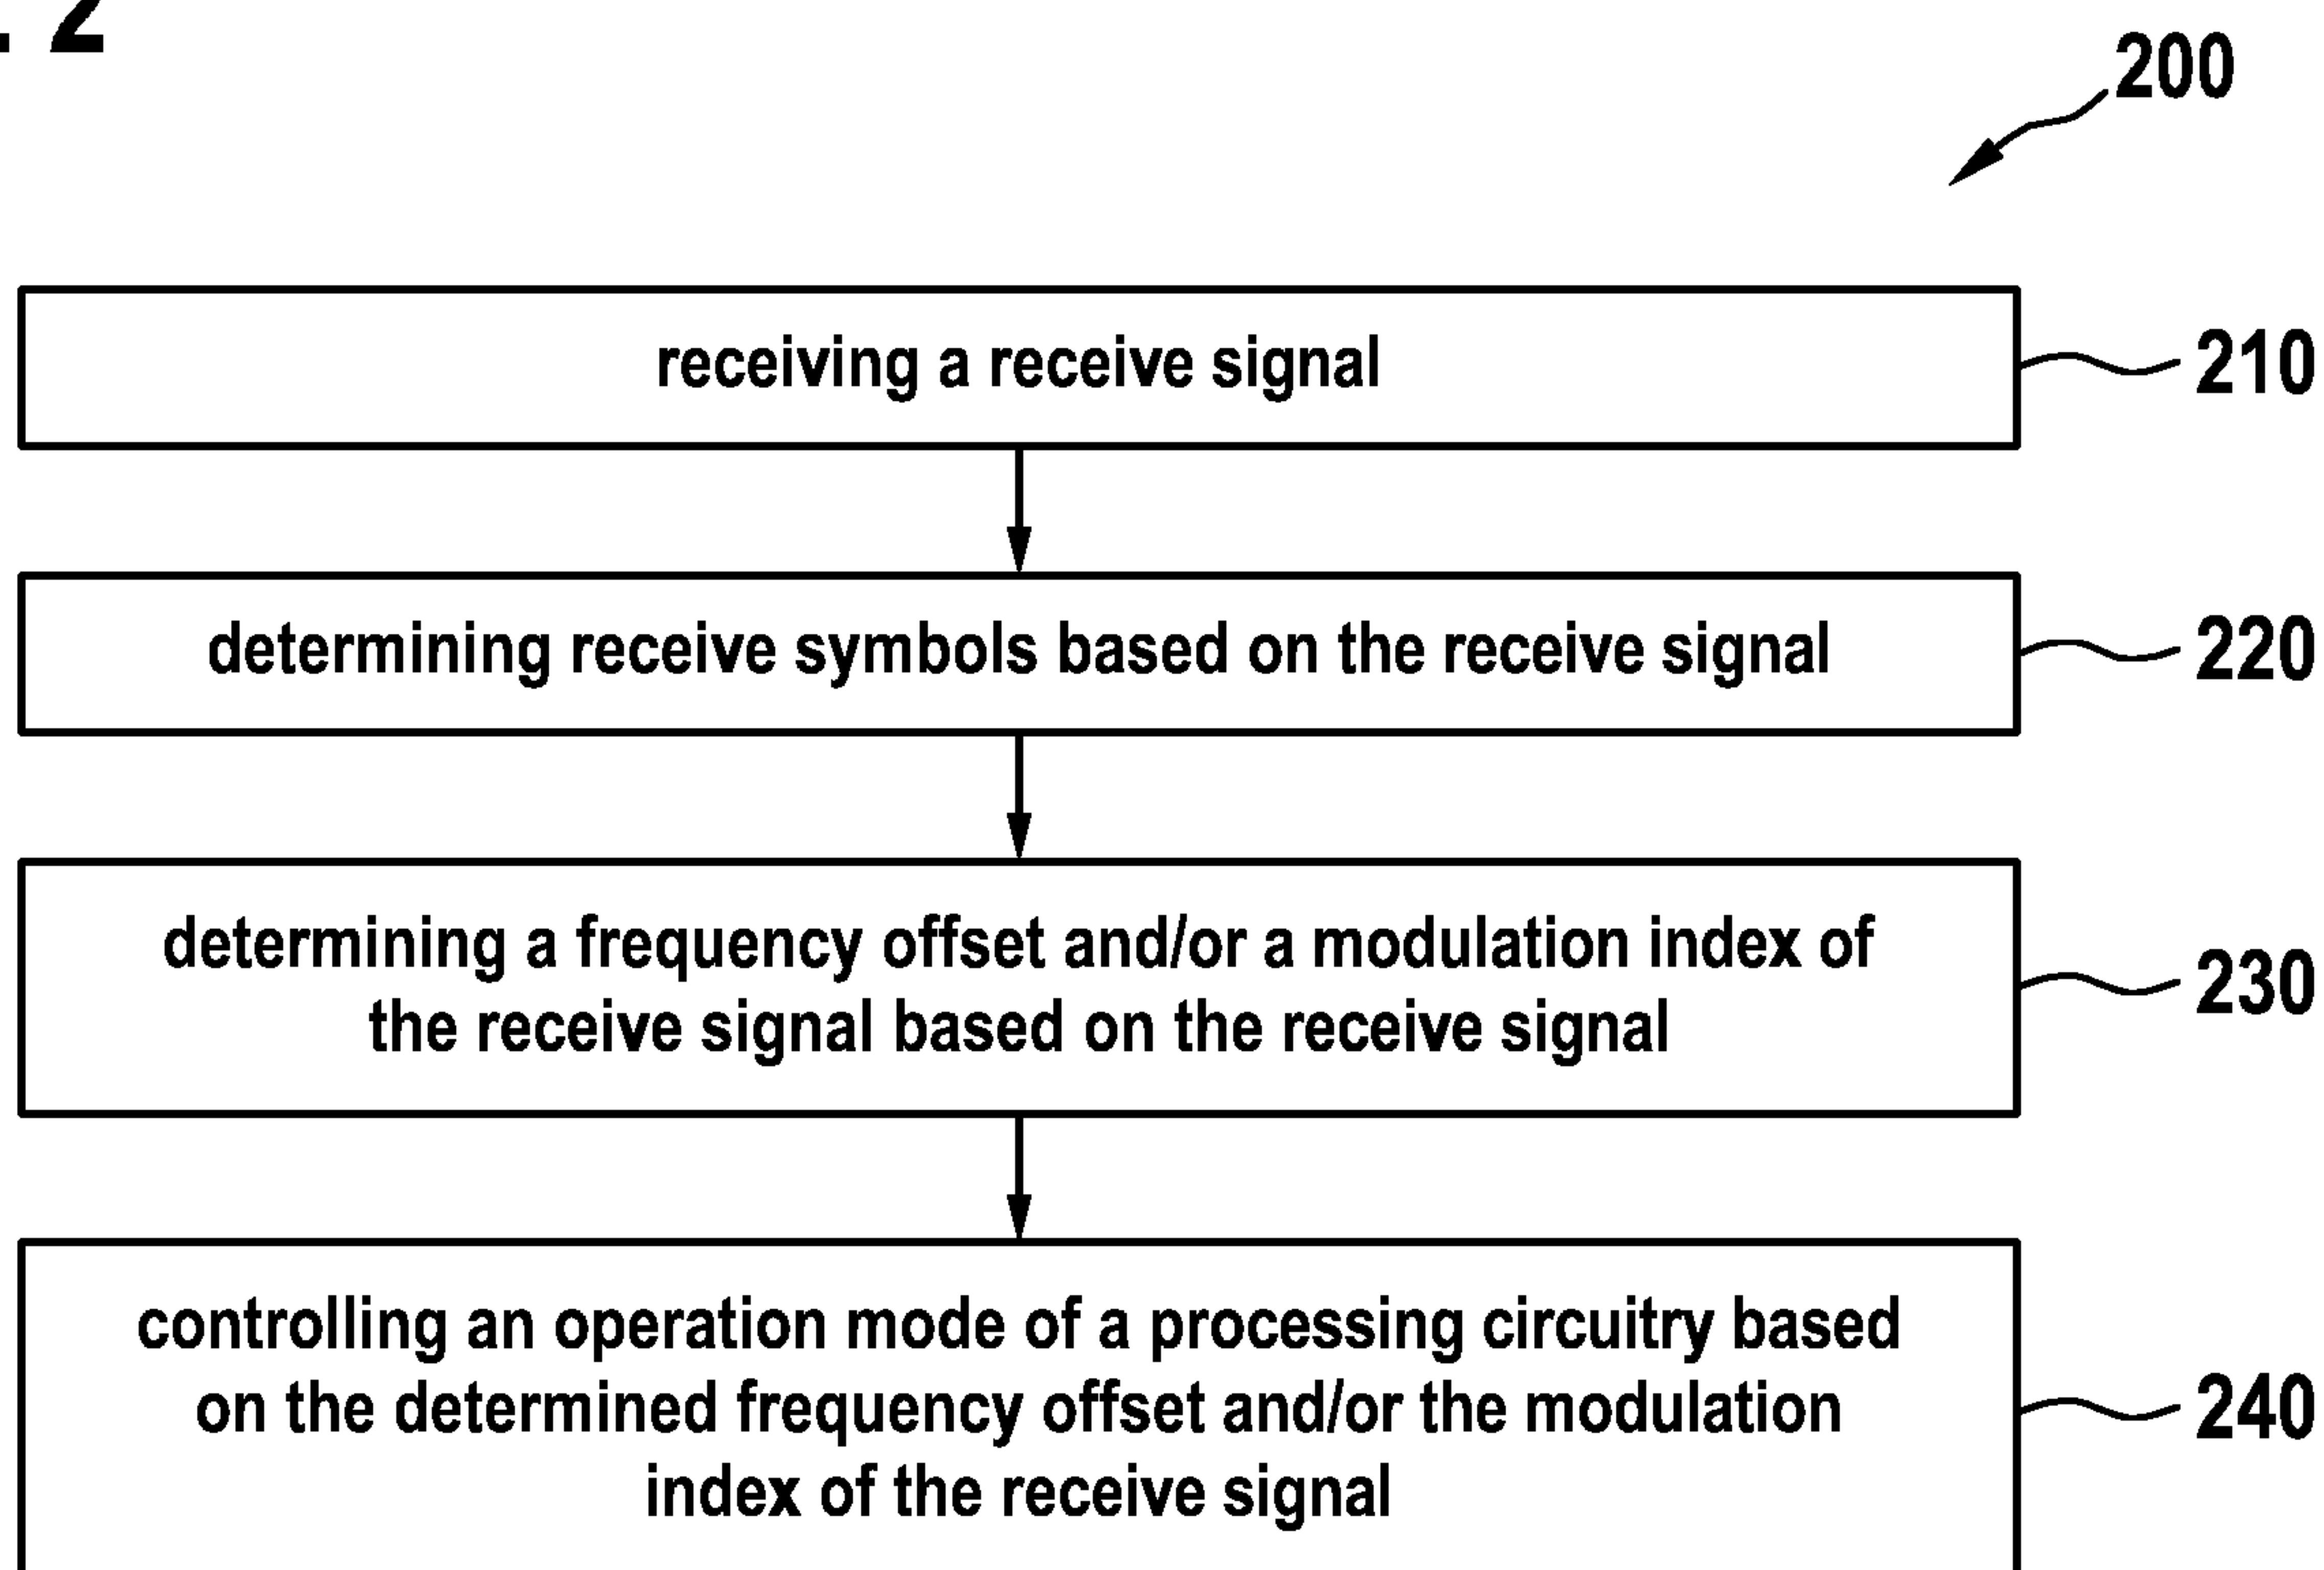 . 2
200
receiving a receive signal
210
determining receive symbols based on the receive signal
220
determining a frequency offset and/or a modulation index of
the receive signal based on the receive signal
230
controlling an operation mode of a processing circuitry based
on the determined frequency offset and/or the modulation
index of the receive signal
240